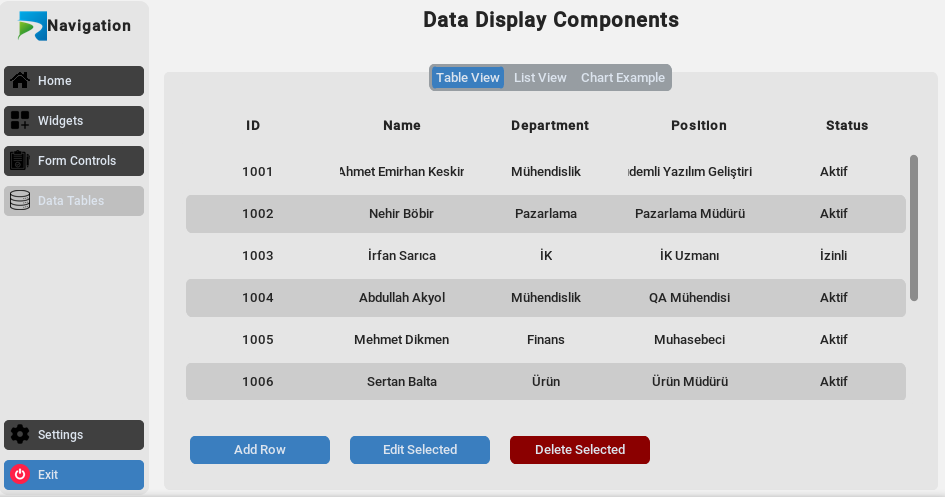 Navigation
Home
Widgets
Form Controls
Data Tables
Settings
Exit
Data Display Components
Table View List View Chart Example
ID Name Department Position Status
1001 Ahmet Emirhan Keskin Mühendislik demli Yazılım Geliştiri Aktif
1002 Nehir Böbir Pazarlama Pazarlama Müdürü Aktif
1003 İrfan Sarıca İK İK Uzmanı İzinli
1004 Abdullah Akyol Mühendislik QA Mühendisi Aktif
1005 Mehmet Dikmen Finans Muhasebeci Aktif
1006 Sertan Balta Ürün Ürün Müdürü Aktif
Add Row Edit Selected Delete Selected